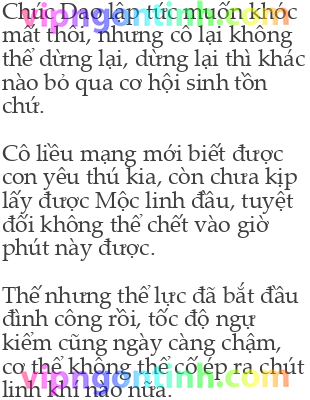 Chúc Dao lập tức muốn khóc
mất thôi, nhưng cô lại không
thể dừng lại, dừng lại thì khác
nào bỏ qua cơ hội sinh tồn
chứ.

Cô liều mạng mới biết được
con yêu thú kia, còn chưa kịp
lấy được Mộc linh đầu, tuyệt
đối không thể chết vào giờ
phút này được.

Thế nhưng thể lực đã bắt đầu
đình công rồi, tốc độ ngự
kiếm cũng ngày càng chậm,
cơ thể không thể cố ép ra chút
linh khí nào nữa.
vipngontinh.com
vipngontinh.com